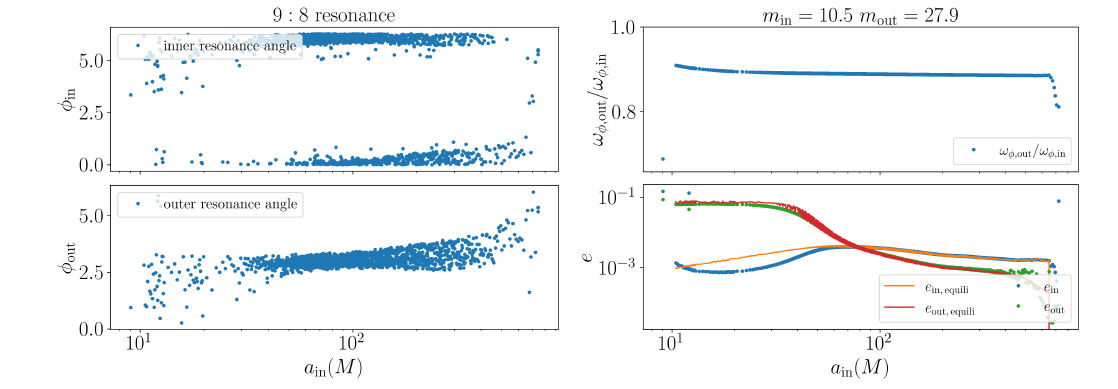 9 : 8 resonance
inner resonance angle
5.0
2.5
0.0
ϕ_in
outer resonance angle
5.0
2.5
0.0
ϕ_out
10^1
10^2
a_in(M)
m_in = 10.5 m_out = 27.9
1.0
0.8
ω_ϕ,out/ω_ϕ,in
ω_ϕ,out/ω_ϕ,in
10^−1
10^−3
e
e_in, equili
e_in
e_out, equili
e_out
10^1
10^2
a_in(M)